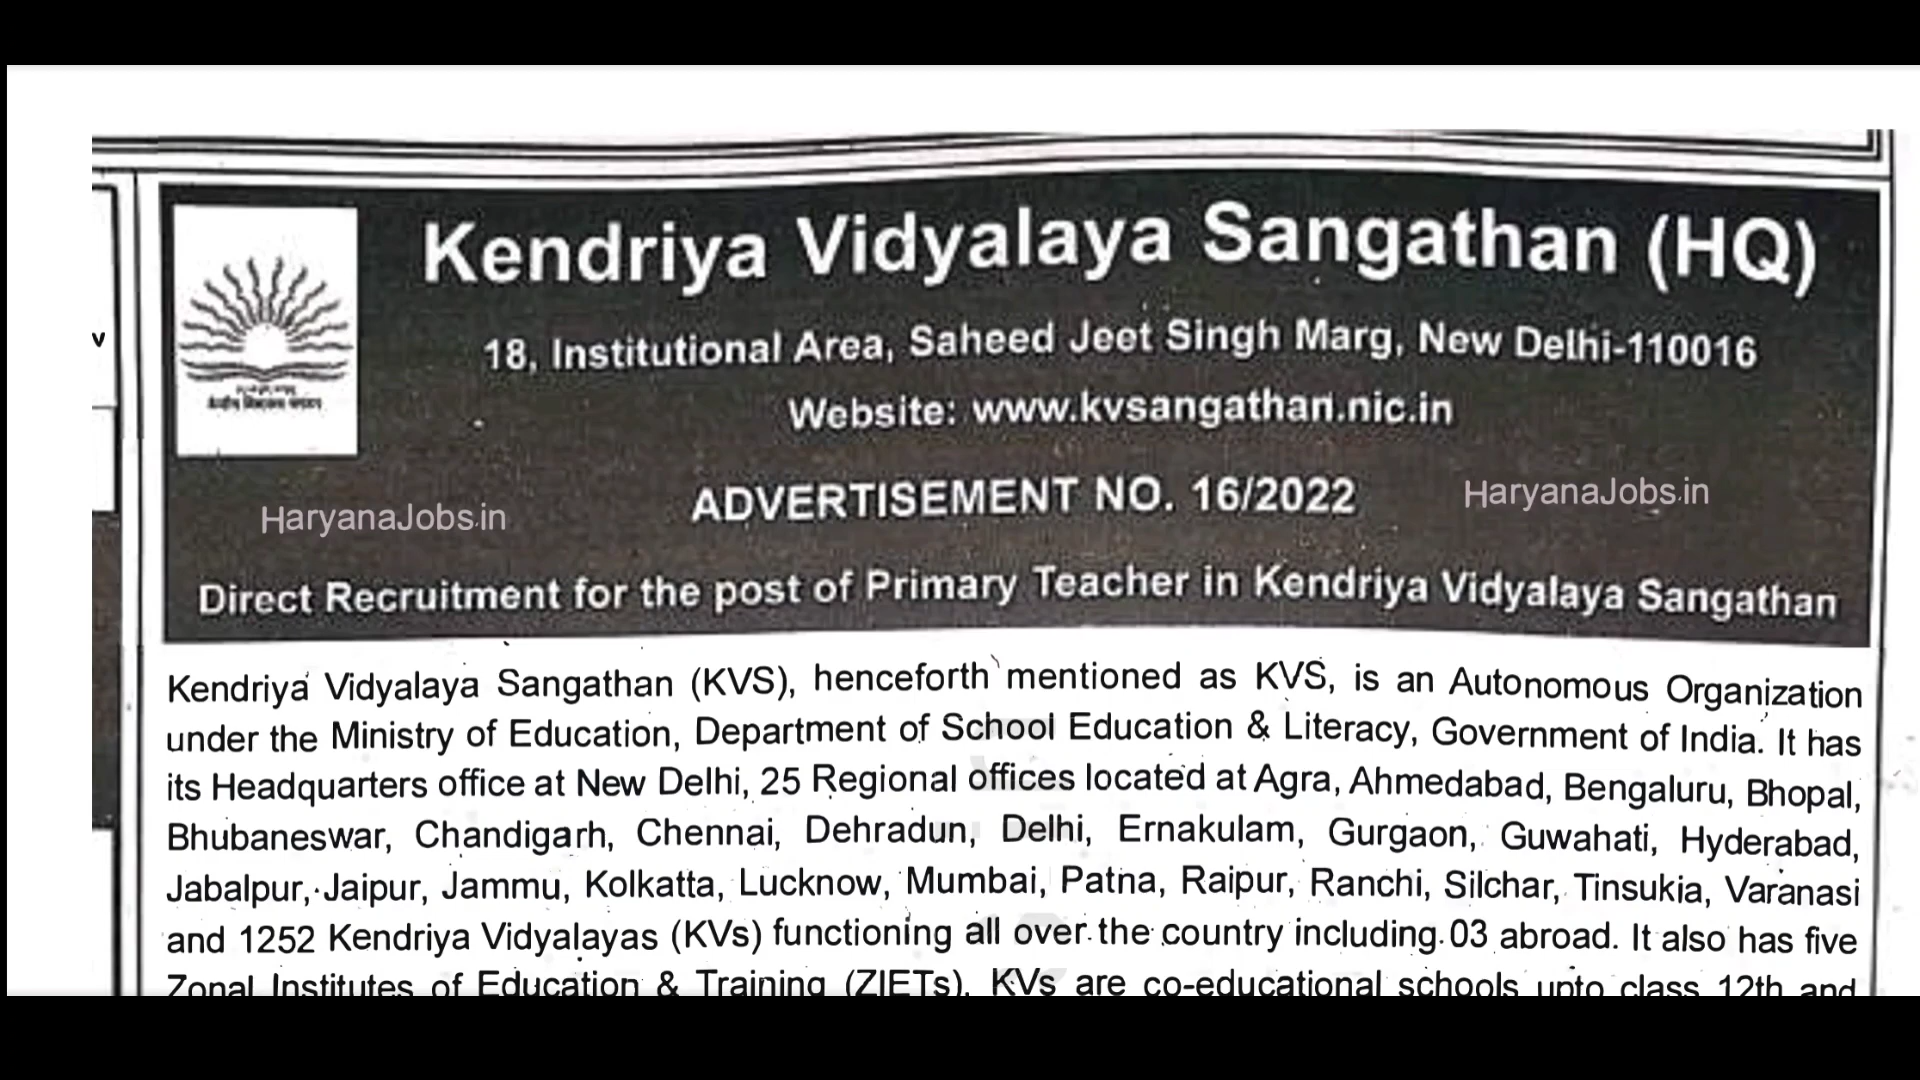 Kendriya Vidyalaya Sangathan (HQ)
18, Institutional Area, Saheed Jeet Singh Marg, New Delhi-110016
Website: www.kvsangathan.nic.in
ADVERTISEMENT NO. 16/2022
HaryanaJobs.in
HaryanaJobs.in
Direct Recruitment for the post of Primary Teacher in Kendriya Vidyalaya Sangathan
Kendriya Vidyalaya Sangathan (KVS), henceforth mentioned as KVS, is an Autonomous Organization
under the Ministry of Education, Department of School Education & Literacy, Government of India. It has
its Headquarters office at New Delhi, 25 Regional offices located at Agra, Ahmedabad, Bengaluru, Bhopal,
Bhubaneswar, Chandigarh, Chennai, Dehradun, Delhi, Ernakulam, Gurgaon, Guwahati, Hyderabad,
Jabalpur, Jaipur, Jammu, Kolkatta, Lucknow, Mumbai, Patna, Raipur, Ranchi, Silchar, Tinsukia, Varanasi
and 1252 Kendriya Vidyalayas (KVs) functioning all over the country including 03 abroad. It also has five
Zonal Institutes of Education & Training (ZIETs). KVs are co-educational schools upto class 12th and
v